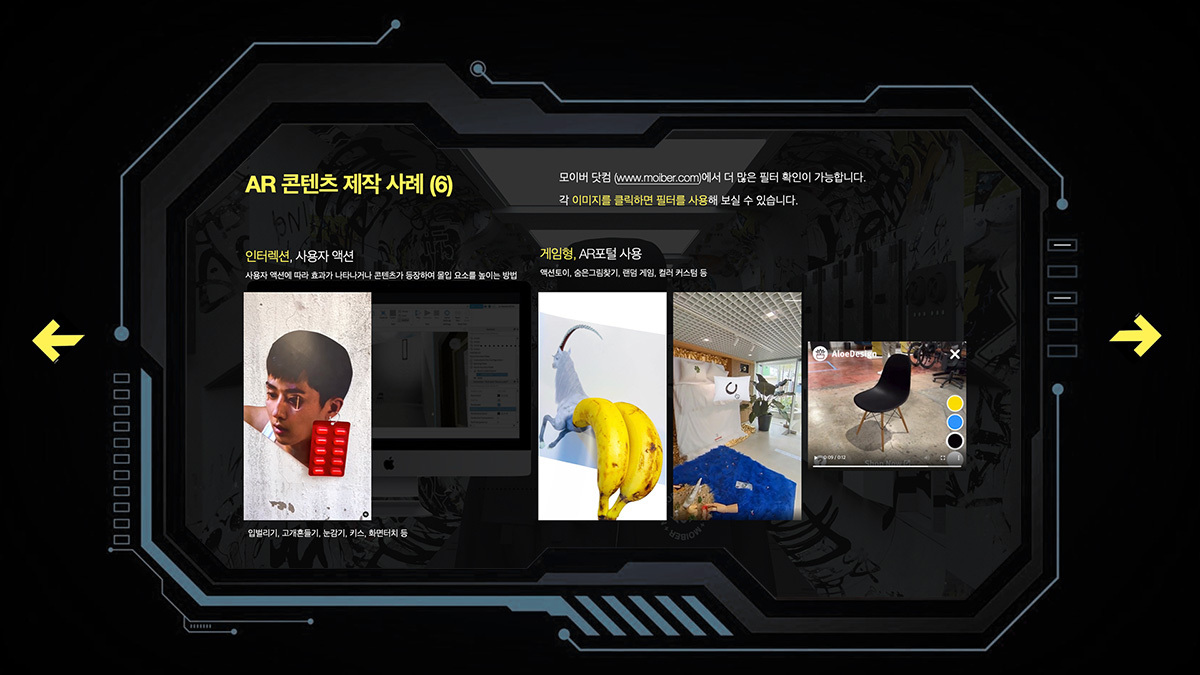 AR 콘텐츠 제작 사례 (6)
모이버 닷컴 (www.moiber.com)에서 더 많은 필터 확인이 가능합니다.
각 이미지를 클릭하면 필터를 사용해 보실 수 있습니다.
인터렉션, 사용자 액션
사용자 액션에 따라 효과가 나타나거나 콘텐츠가 등장하여 몰입 요소를 높이는 방법
게임형, AR포털 사용
액션토이, 숨은그림찾기, 랜덤 게임, 컬러 커스텀 등
AloeDesign
0:09 / 0:12
입벌리기, 고개흔들기, 눈감기, 키스, 화면터치 등
MOIBER